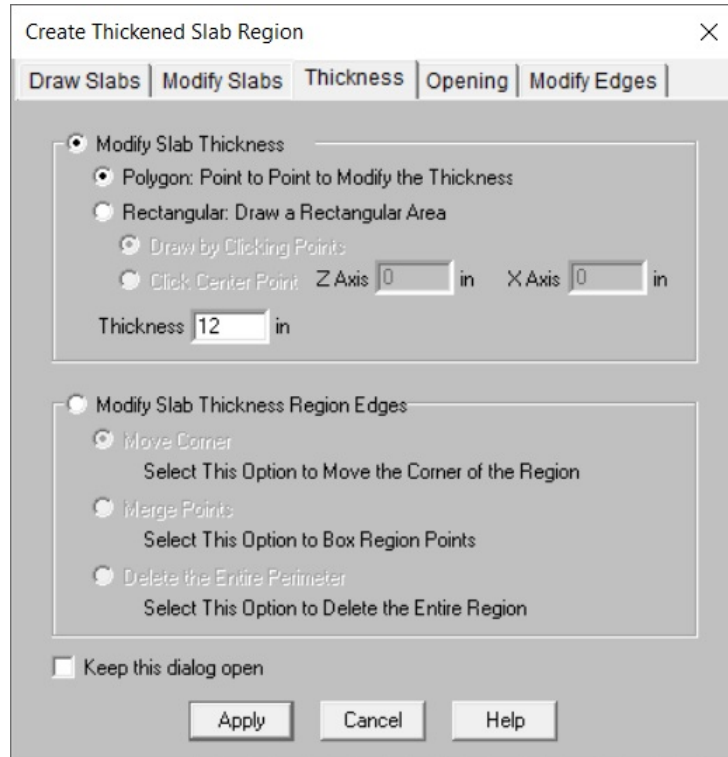 Create Thickened Slab Region
Draw Slabs Modify Slabs Thickness Opening Modify Edges
Modify Slab Thickness
Polygon: Point to Point to Modify the Thickness
Rectangular: Draw a Rectangular Area
Draw by Clicking Points
Click Center Point Z Axis 0 in X Axis 0 in
Thickness 12 in
Modify Slab Thickness Region Edges
Move Corner
Select This Option to Move the Corner of the Region
Merge Points
Select This Option to Box Region Points
Delete the Entire Perimeter
Select This Option to Delete the Entire Region
Keep this dialog open
Apply Cancel Help